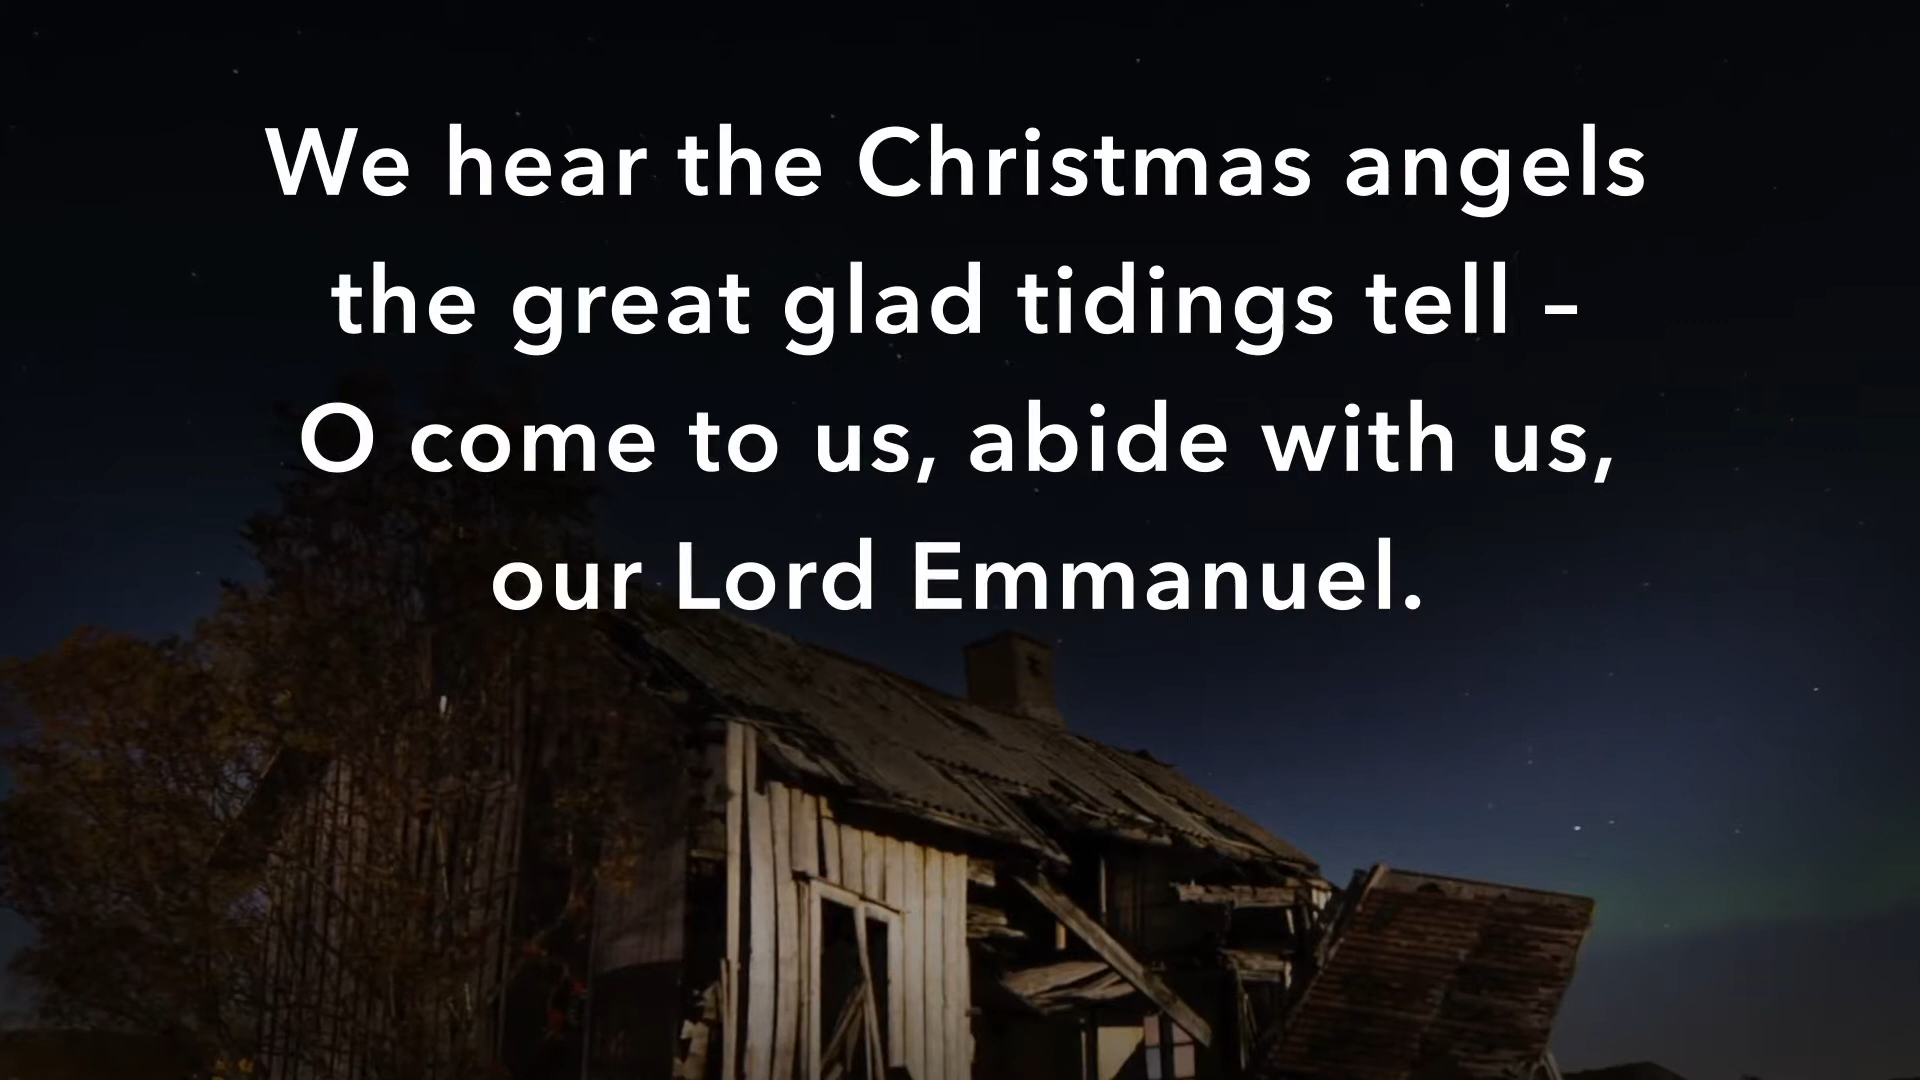 We hear the Christmas angels
the great glad tidings tell –
O come to us, abide with us,
our Lord Emmanuel.